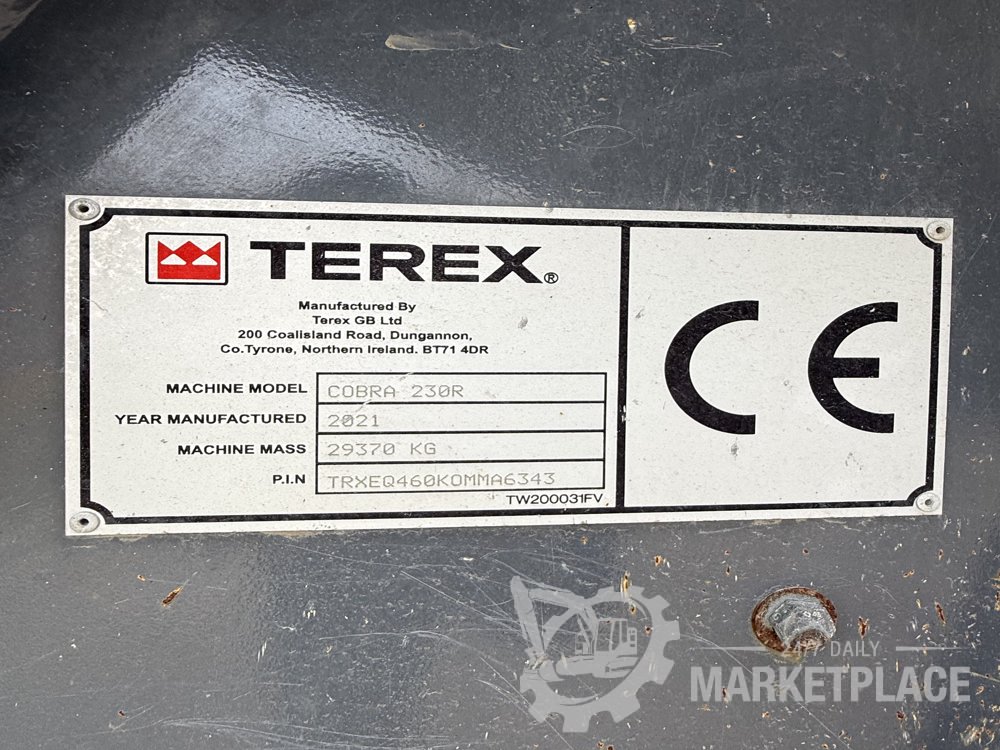 TEREX®
Manufactured By
Terex GB Ltd
200 Coalisland Road, Dungannon,
Co.Tyrone, Northern Ireland. BT71 4DR
MACHINE MODEL COBRA 230R
YEAR MANUFACTURED 2021
MACHINE MASS 29370 KG
P.I.N TRXEQ460KOMMA6343
TW200031FV
CE
24/7 DAILY
MARKETPLACE